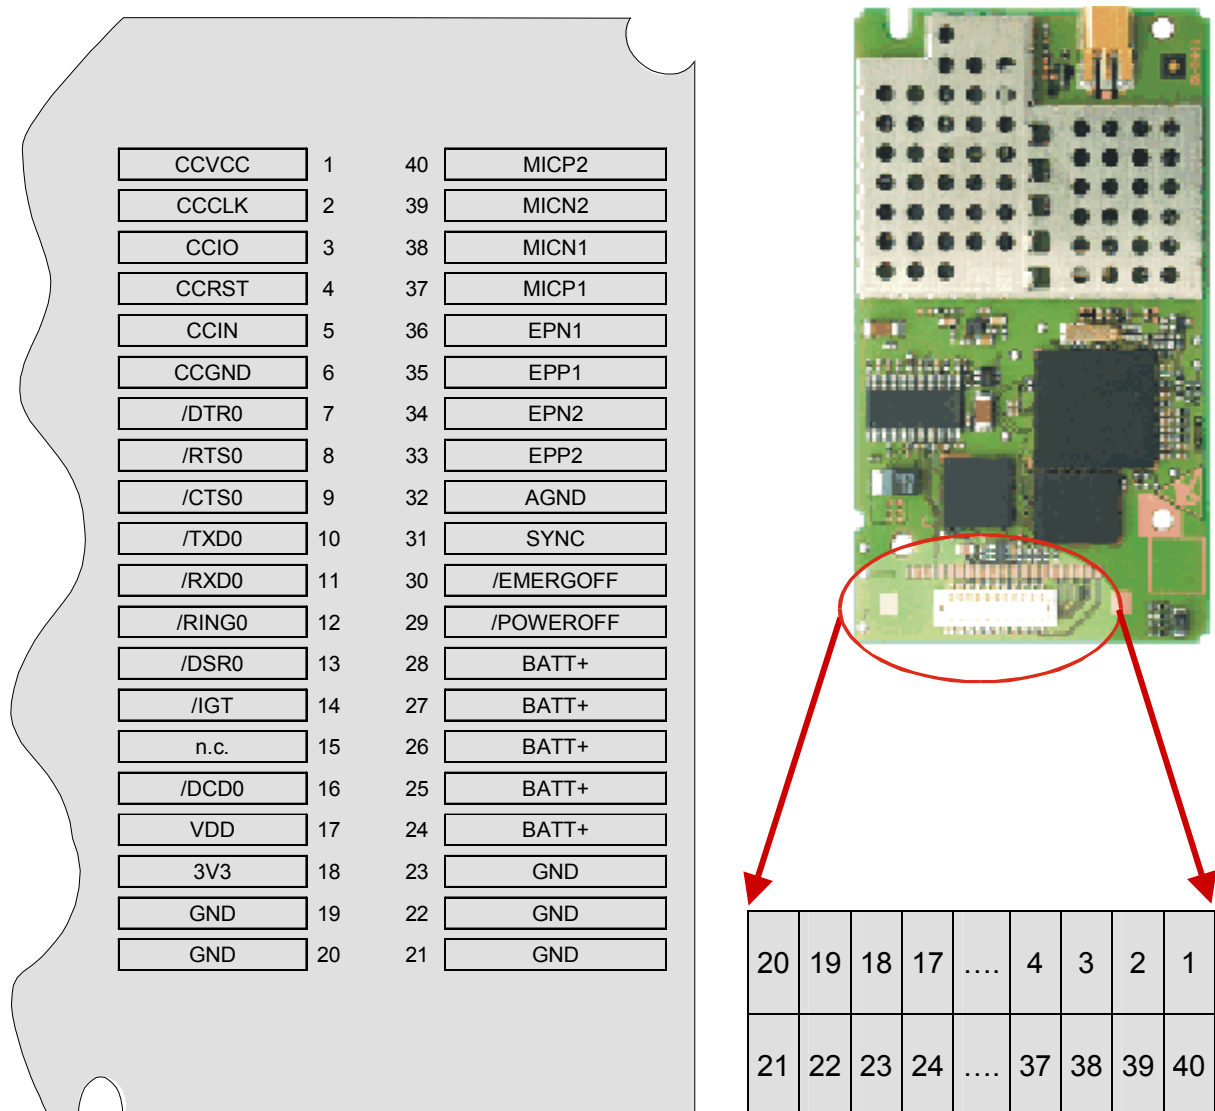 CCVCC 1 40 MICP2
CCCLK 2 39 MICN2
CCIO 3 38 MICN1
CCRST 4 37 MICP1
CCIN 5 36 EPN1
CCGND 6 35 EPP1
/DTR0 7 34 EPN2
/RTS0 8 33 EPP2
/CTS0 9 32 AGND
/TXD0 10 31 SYNC
/RXD0 11 30 /EMERGOFF
/RING0 12 29 /POWEROFF
/DSR0 13 28 BATT+
/IGT 14 27 BATT+
n.c. 15 26 BATT+
/DCD0 16 25 BATT+
VDD 17 24 BATT+
3V3 18 23 GND
GND 19 22 GND
GND 20 21 GND
20 19 18 17 .... 4 3 2 1
21 22 23 24 .... 37 38 39 40